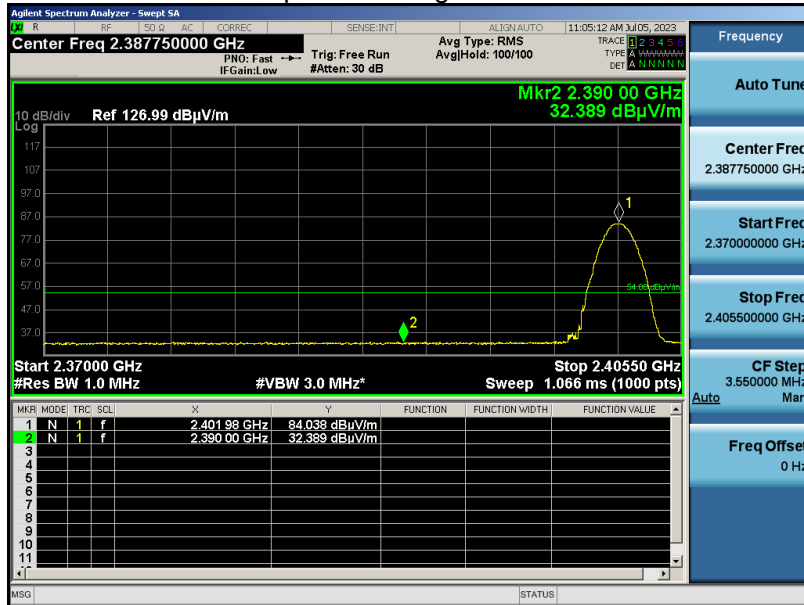 Agilent Spectrum Analyzer - Swept SA
LXI R RF 50 Ω AC CORREC SENSE:INT ALIGN AUTO 11:05:12 AM Jul 05, 2023
Center Freq 2.387750000 GHz
PNO: Fast
IFGain:Low
Trig: Free Run
#Atten: 30 dB
Avg Type: RMS
Avg|Hold: 100/100
TRACE 1 2 3 4 5 6
TYPE A
DET A N N N N N
Frequency
Auto Tune
Center Freq
2.387750000 GHz
Start Freq
2.370000000 GHz
Stop Freq
2.405500000 GHz
CF Step
3.550000 MHz
Auto Man
Freq Offset
0 Hz
Mkr2 2.390 00 GHz
32.389 dBµV/m
10 dB/div Ref 126.99 dBµV/m
Log
117
107
97.0
87.0
77.0
67.0
57.0
47.0
37.0
1
2
54.00 dBµV/m
Start 2.37000 GHz Stop 2.40550 GHz
#Res BW 1.0 MHz #VBW 3.0 MHz* Sweep 1.066 ms (1000 pts)
MKR MODE TRC SCL X Y FUNCTION FUNCTION WIDTH FUNCTION VALUE
1 N 1 f 2.401 98 GHz 84.038 dBµV/m
2 N 1 f 2.390 00 GHz 32.389 dBµV/m
3
4
5
6
7
8
9
10
11
MSG STATUS